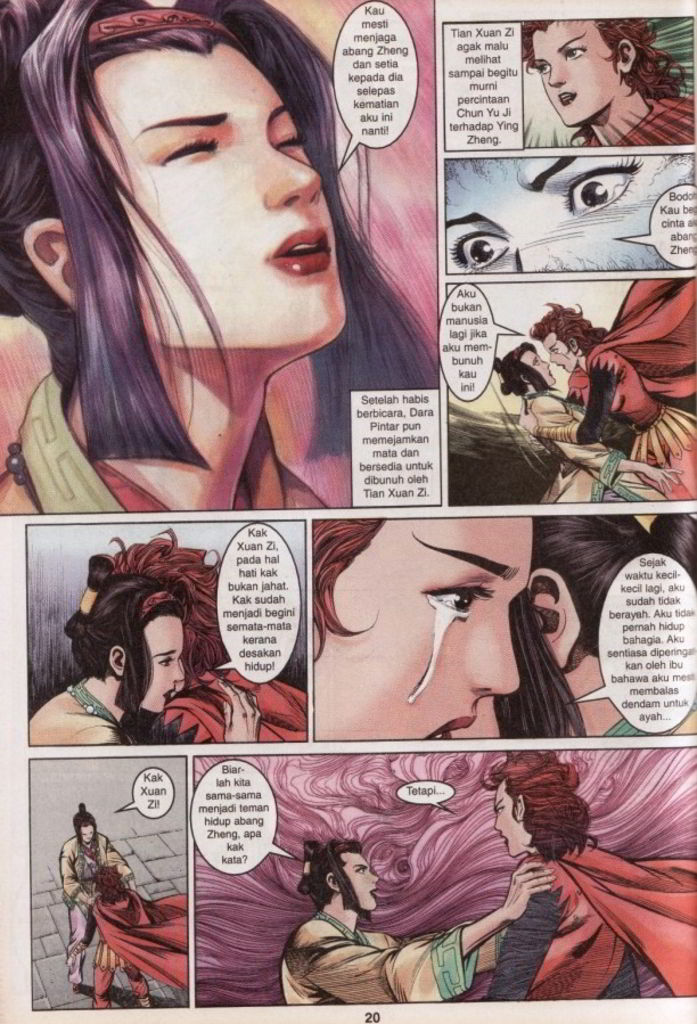 Kau
mesti
menjaga
abang Zheng
dan setia
kepada dia
selepas
kematian
aku ini
nanti!
Setelah habis
berbicara, Dara
Pintar pun
memejamkan
mata dan
bersedia untuk
dibunuh oleh
Tian Xuan Zi.
Tian Xuan Zi
agak malu
melihat
sampai begitu
murni
percintaan
Chun Yu Ji
terhadap Ying
Zheng.
Kau
cinta
abang
Zheng
Aku
bukan
manusia
lagi jika
aku mem-
bunuh
kau
ini!
Kak
Xuan Zi,
pada hal
hati kak
bukan jahat.
Kak sudah
menjadi begini
semata-mata
kerana
desakan
hidup!
Sejak
waktu kecil-
kecil lagi, aku
sudah tidak
berayah. Aku tidak
pernah hidup
bahagia. Aku
sentiasa diperingat-
kan oleh ibu
bahawa aku mesti
membalas
dendam untuk
ayah...
Kak
Xuan
Zi!
Biar-
lah kita
sama-sama
menjadi teman
hidup abang
Zheng, apa
kak
kata?
Tetapi...
20